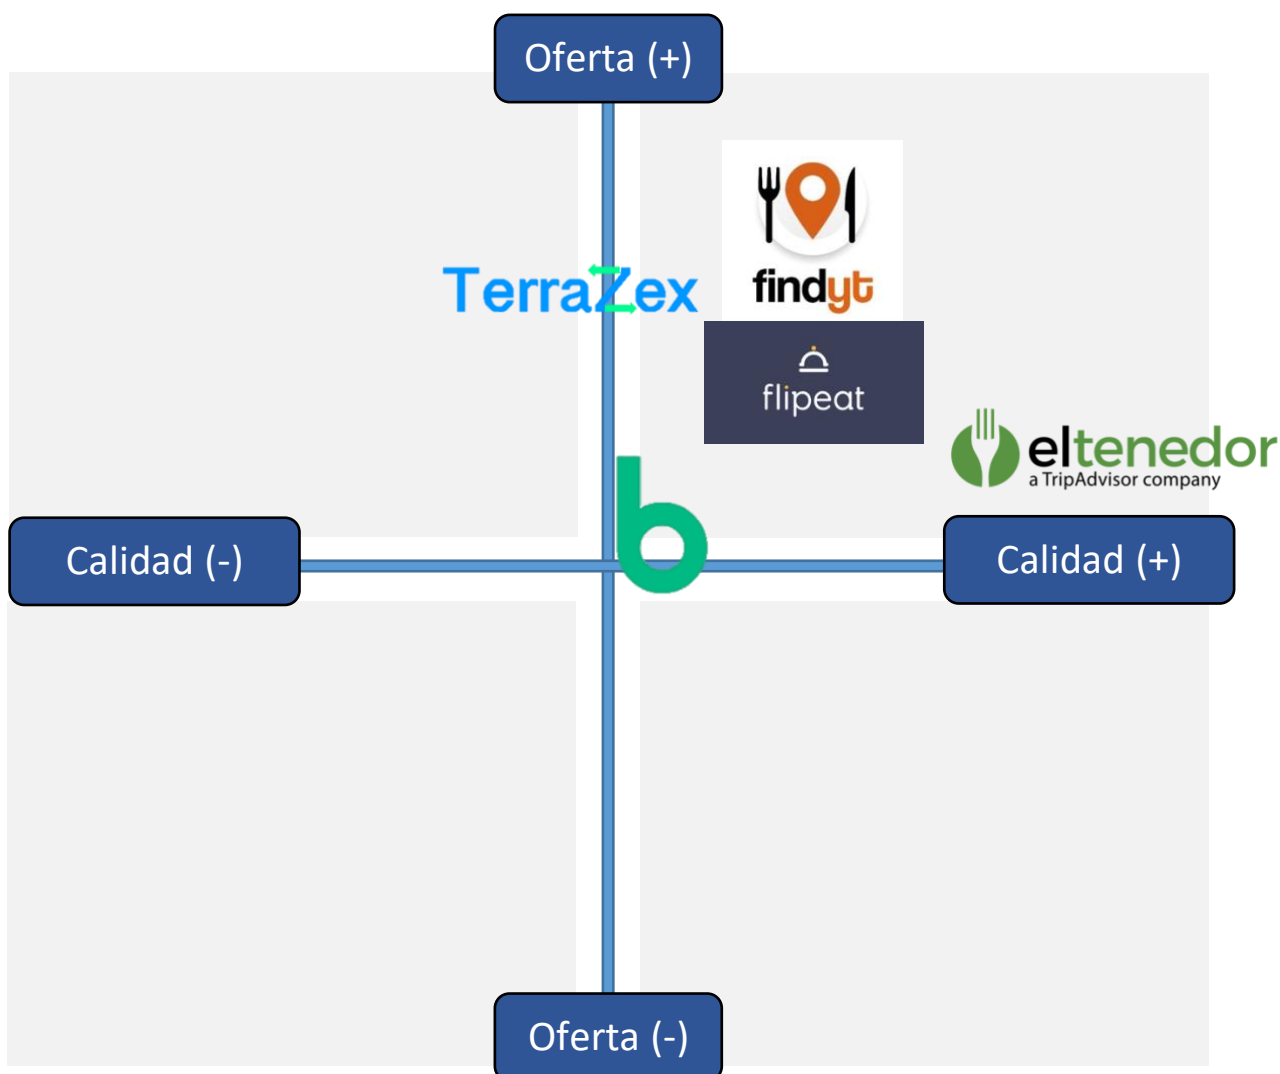 Oferta (+)
findyt
TerraZex
flipeat
eltenedor
a TripAdvisor company
b
Calidad (-)
Calidad (+)
Oferta (-)